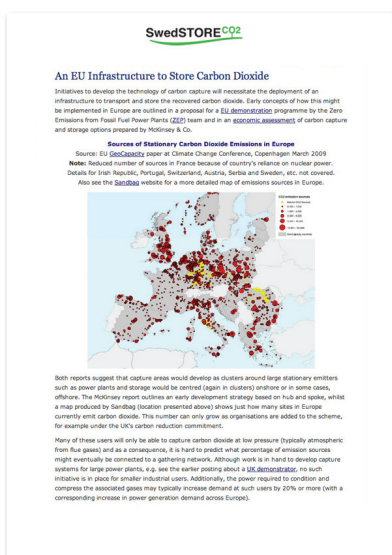 SwedSTORECO2
An EU Infrastructure to Store Carbon Dioxide
Initiatives to develop the technology of carbon capture will necessitate the deployment of an
infrastructure to transport and store the recovered carbon dioxide. Early concepts of how this might
be implemented in Europe are outlined in a proposal for a EU demonstration programme by the Zero
Emissions from Fossil Fuel Power Plants (ZEP) team and in an economic assessment of carbon capture
and storage options prepared by McKinsey & Co.
Sources of Stationary Carbon Dioxide Emissions in Europe
Source: EU GeoCapacity paper at Climate Change Conference, Copenhagen March 2009
Note: Reduced number of sources in France because of country's reliance on nuclear power.
Details for Irish Republic, Portugal, Switzerland, Austria, Serbia and Sweden, etc. not covered.
Also see the Sandbag website for a more detailed map of emissions sources in Europe.
CO2 emission sources
Both reports suggest that capture areas would develop as clusters around large stationary emitters
such as power plants and storage would be centred (again in clusters) onshore or in some cases,
offshore. The McKinsey report outlines an early development strategy based on hub and spoke, whilst
a map produced by Sandbag (location presented above) shows just how many sites in Europe
currently emit carbon dioxide. This number can only grow as organisations are added to the scheme,
for example under the UK's carbon reduction commitment.
Many of these users will only be able to capture carbon dioxide at low pressure (typically atmospheric
from flue gases) and as a consequence, it is hard to predict what percentage of emission sources
might eventually be connected to a gathering network. Although work is in hand to develop capture
systems for large power plants, e.g. see the earlier posting about a UK demonstrator, no such
initiative is in place for smaller industrial users. Additionally, the power required to condition and
compress the associated gases may typically increase demand at such users by 20% or more (with a
corresponding increase in power generation demand across Europe).